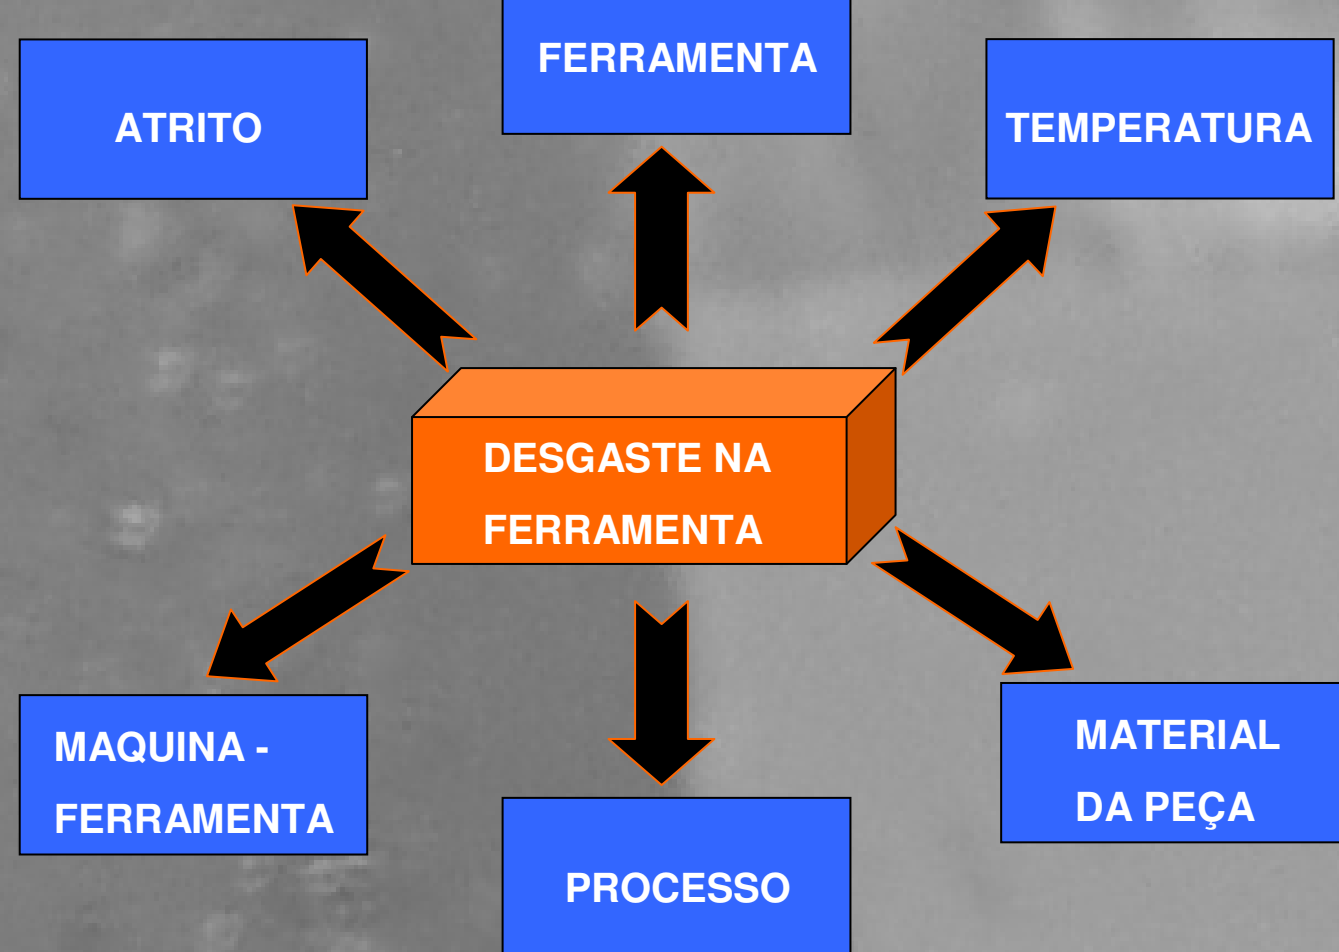 FERRAMENTA
ATRITO
TEMPERATURA
DESGASTE NA
FERRAMENTA
MAQUINA -
FERRAMENTA
MATERIAL
DA PEÇA
PROCESSO